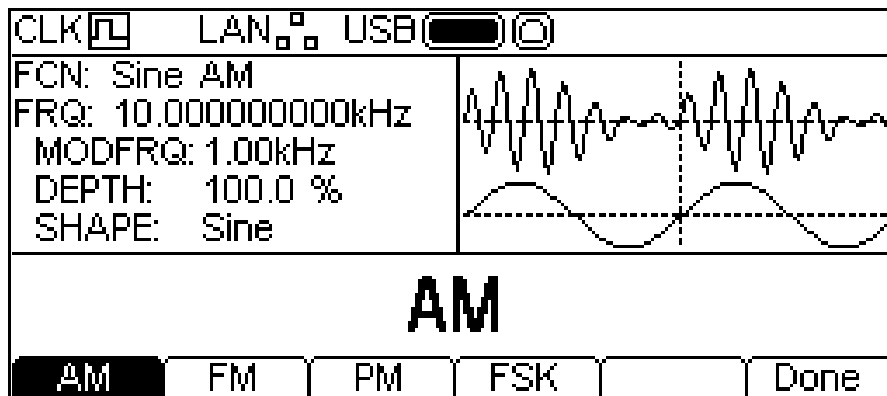 CLK LAN USB
FCN: Sine AM
FRQ: 10.000000000kHz
MODFRQ: 1.00kHz
DEPTH: 100.0 %
SHAPE: Sine
AM
AM FM PM FSK Done